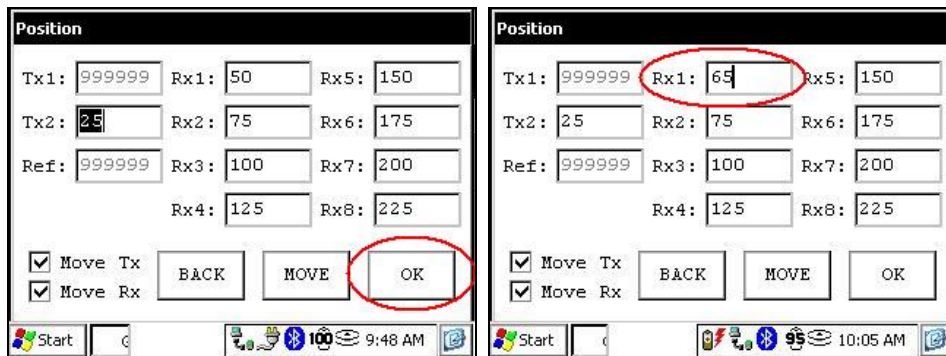 Position
Tx1: 999999 Rx1: 50 Rx5: 150
Tx2: 25 Rx2: 75 Rx6: 175
Ref: 999999 Rx3: 100 Rx7: 200
Rx4: 125 Rx8: 225
Move Tx
Move Rx
BACK MOVE OK
Start 100 9:48 AM
Position
Tx1: 999999 Rx1: 65 Rx5: 150
Tx2: 25 Rx2: 75 Rx6: 175
Ref: 999999 Rx3: 100 Rx7: 200
Rx4: 125 Rx8: 225
Move Tx
Move Rx
BACK MOVE OK
Start 95 10:05 AM